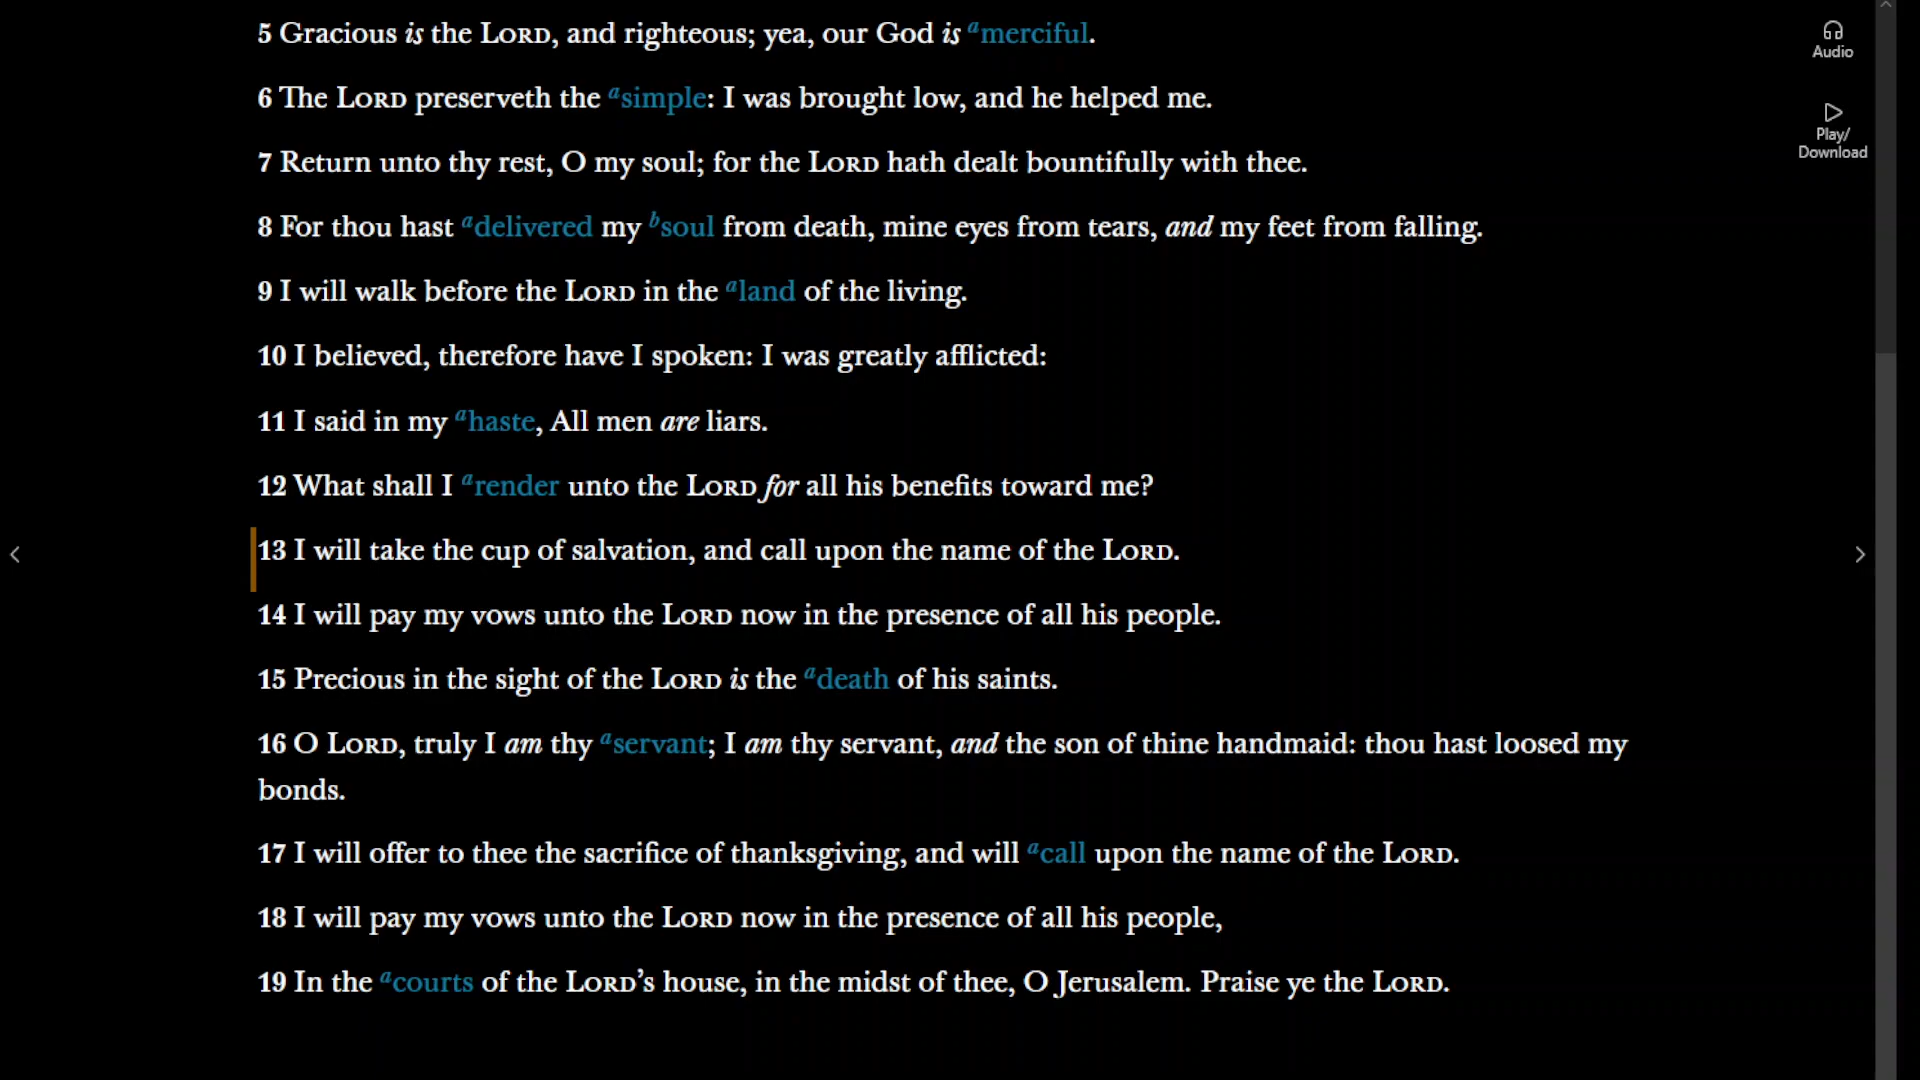 5 Gracious is the LORD, and righteous; yea, our God is a merciful.
6 The LORD preserveth the a simple: I was brought low, and he helped me.
7 Return unto thy rest, O my soul; for the LORD hath dealt bountifully with thee.
8 For thou hast a delivered my b soul from death, mine eyes from tears, and my feet from falling.
9 I will walk before the LORD in the a land of the living.
10 I believed, therefore have I spoken: I was greatly afflicted:
11 I said in my a haste, All men are liars.
12 What shall I a render unto the LORD for all his benefits toward me?
13 I will take the cup of salvation, and call upon the name of the LORD.
14 I will pay my vows unto the LORD now in the presence of all his people.
15 Precious in the sight of the LORD is the a death of his saints.
16 O LORD, truly I am thy a servant; I am thy servant, and the son of thine handmaid: thou hast loosed my
bonds.
17 I will offer to thee the sacrifice of thanksgiving, and will a call upon the name of the LORD.
18 I will pay my vows unto the LORD now in the presence of all his people,
19 In the a courts of the LORD’s house, in the midst of thee, O Jerusalem. Praise ye the LORD.
Audio
Play/
Download